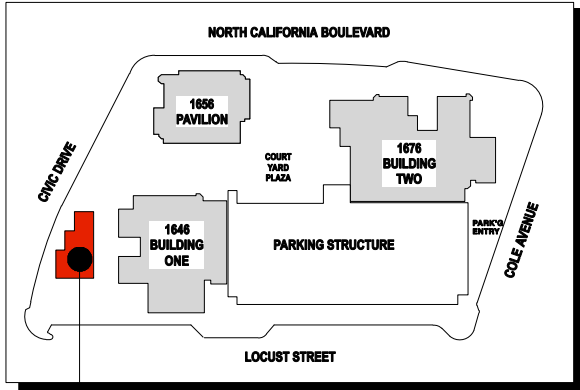 NORTH CALIFORNIA BOULEVARD
1656
PAVILION
1676
BUILDING
TWO
COURT
YARD
PLAZA
CIVIC DRIVE
1646
BUILDING
ONE
PARKING STRUCTURE
PARK'G
ENTRY
COLE AVENUE
LOCUST STREET